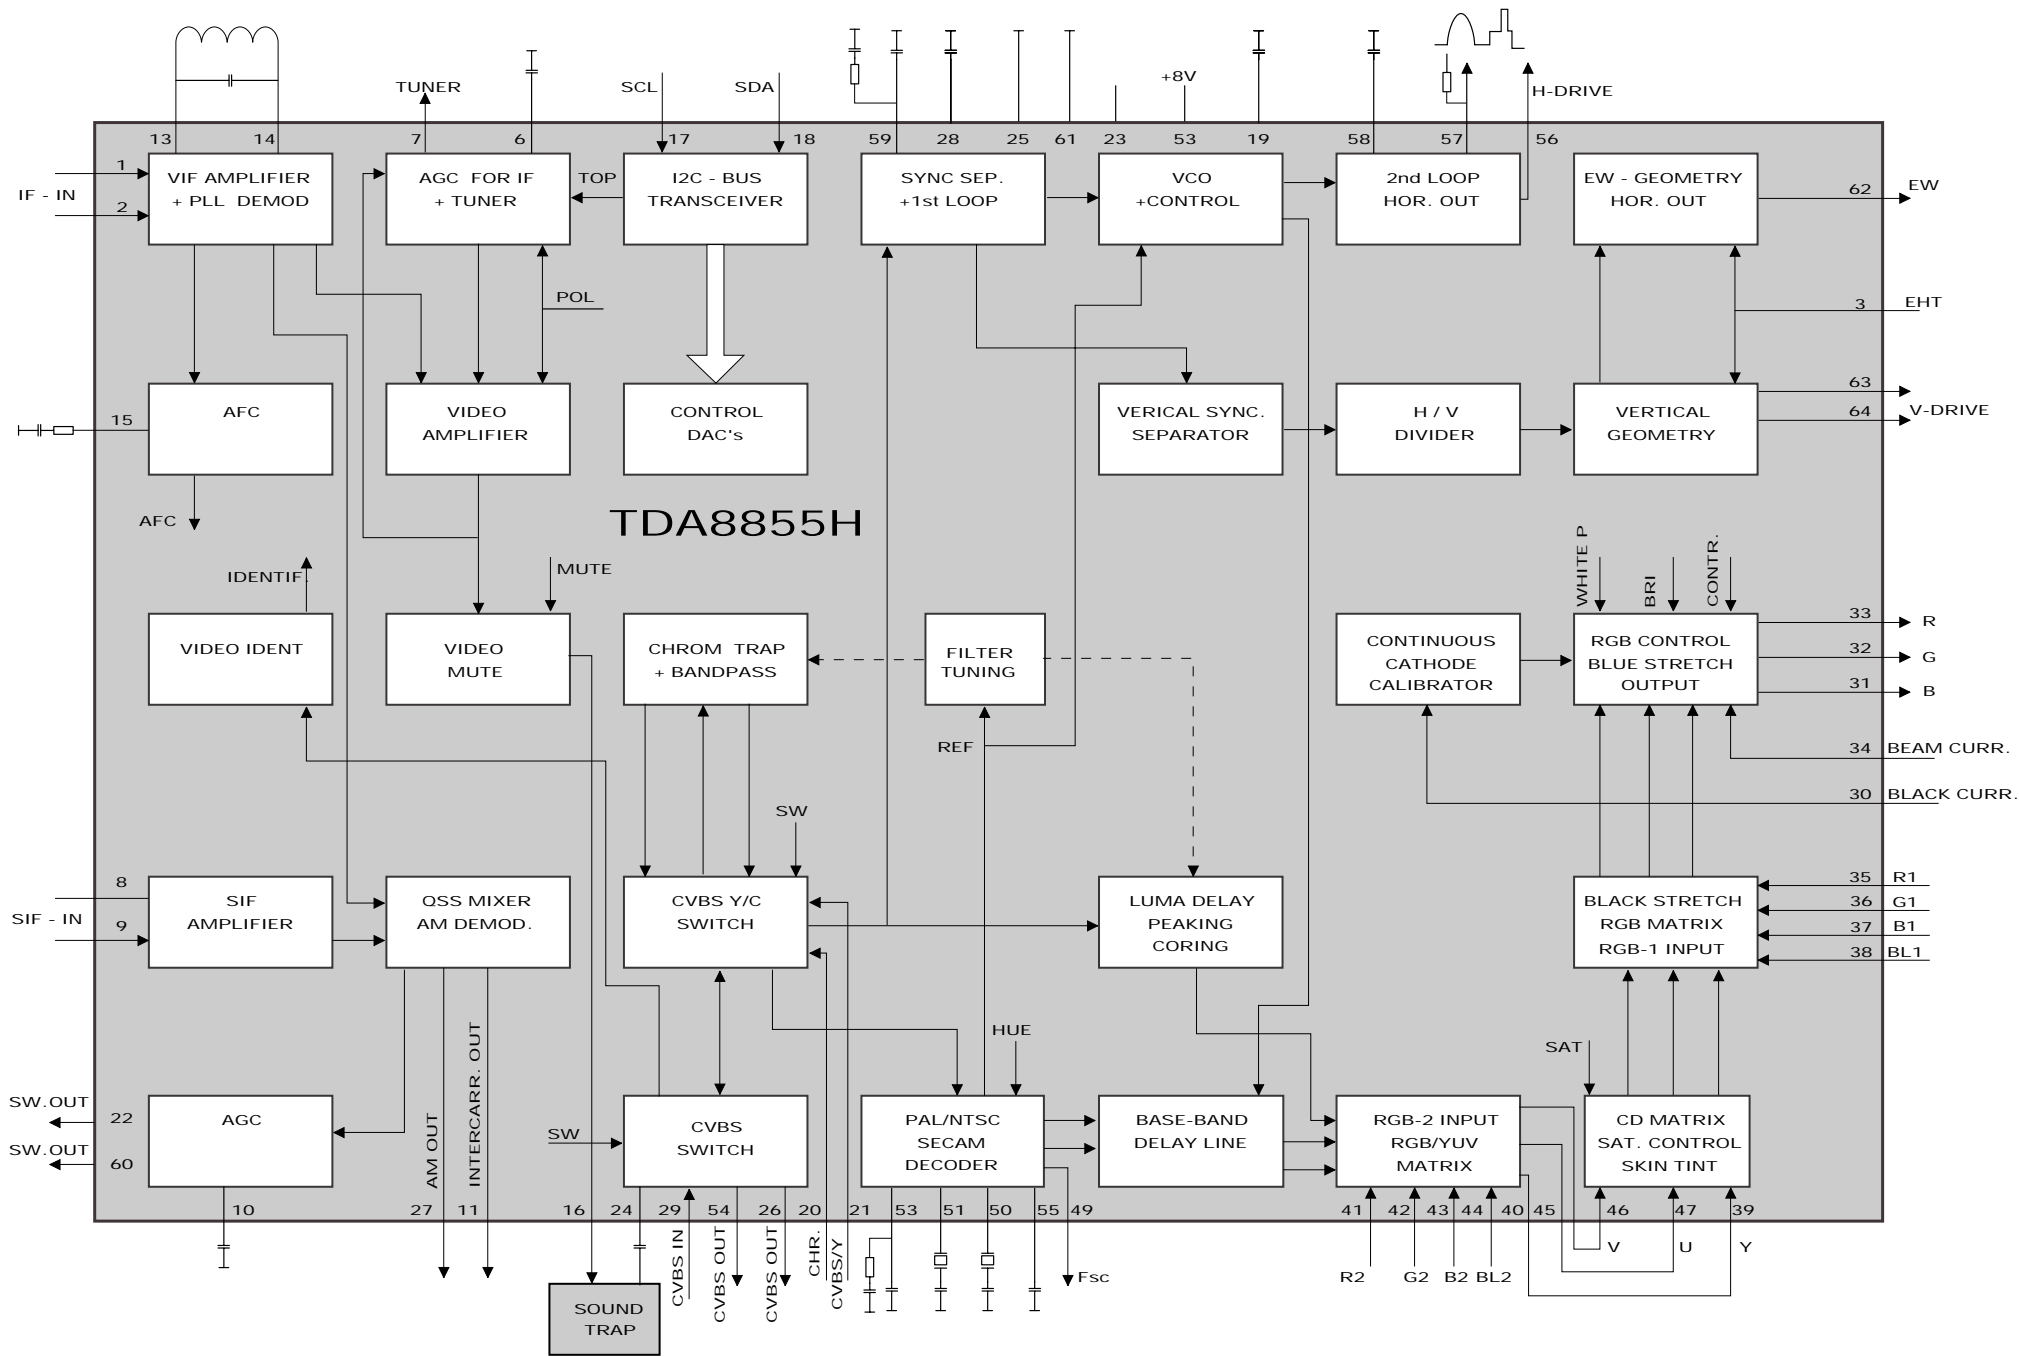 TUNER
SCL
SDA
+8V
H-DRIVE
13
14
7
6
17
18
59
28
25
61
23
53
19
58
57
56
IF - IN
1
2
VIF AMPLIFIER
+ PLL DEMOD
AGC FOR IF
+ TUNER
TOP
I2C - BUS
TRANSCEIVER
SYNC SEP.
+1st LOOP
VCO
+CONTROL
2nd LOOP
HOR. OUT
EW - GEOMETRY
HOR. OUT
62
EW
POL
3
EHT
15
AFC
VIDEO
AMPLIFIER
CONTROL
DAC's
VERICAL SYNC.
SEPARATOR
H / V
DIVIDER
VERTICAL
GEOMETRY
63
64
V-DRIVE
AFC
TDA8855H
IDENTIF.
MUTE
WHITE P
BRI
CONTR.
VIDEO IDENT
VIDEO
MUTE
CHROM TRAP
+ BANDPASS
FILTER
TUNING
CONTINUOUS
CATHODE
CALIBRATOR
RGB CONTROL
BLUE STRETCH
OUTPUT
33
R
32
G
31
B
REF
34
BEAM CURR.
30
BLACK CURR.
SW
SIF - IN
8
9
SIF
AMPLIFIER
QSS MIXER
AM DEMOD.
CVBS Y/C
SWITCH
LUMA DELAY
PEAKING
CORING
BLACK STRETCH
RGB MATRIX
RGB-1 INPUT
35
R1
36
G1
37
B1
38
BL1
HUE
SAT
SW.OUT
22
SW.OUT
60
AGC
AM OUT
INTERCARR. OUT
SW
CVBS
SWITCH
PAL/NTSC
SECAM
DECODER
BASE-BAND
DELAY LINE
RGB-2 INPUT
RGB/YUV
MATRIX
CD MATRIX
SAT. CONTROL
SKIN TINT
10
27
11
16
24
29
54
26
20
21
53
51
50
55
49
41
42
43
44
40
45
46
47
39
CVBS IN
CVBS OUT
CVBS OUT
CHR.
CVBS/Y
Fsc
R2
G2
B2
BL2
V
U
Y
SOUND
TRAP